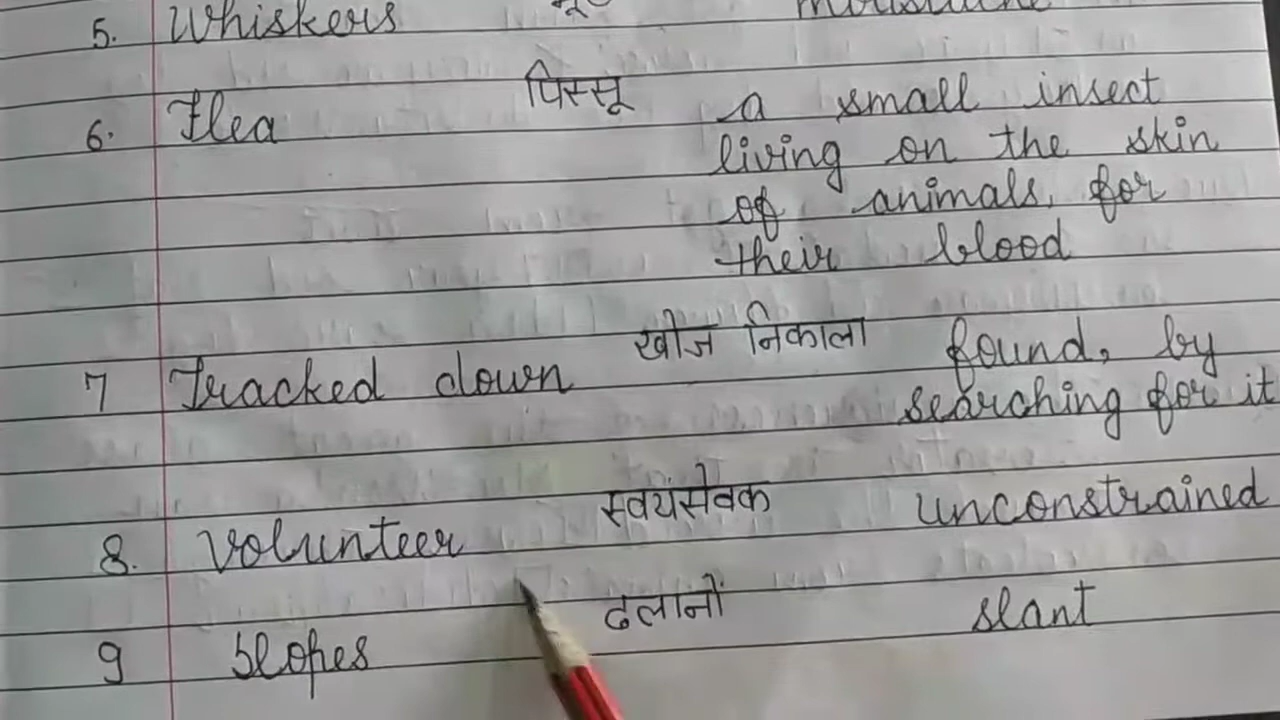 5. Whiskers
6. Flea पिस्सू a small insect
living on the skin
of animals, for
their blood
7 Tracked down खोज निकाला found, by
searching for it
8. Volunteer स्वयसेवक unconstrained
9 Slopes ढलानों slant